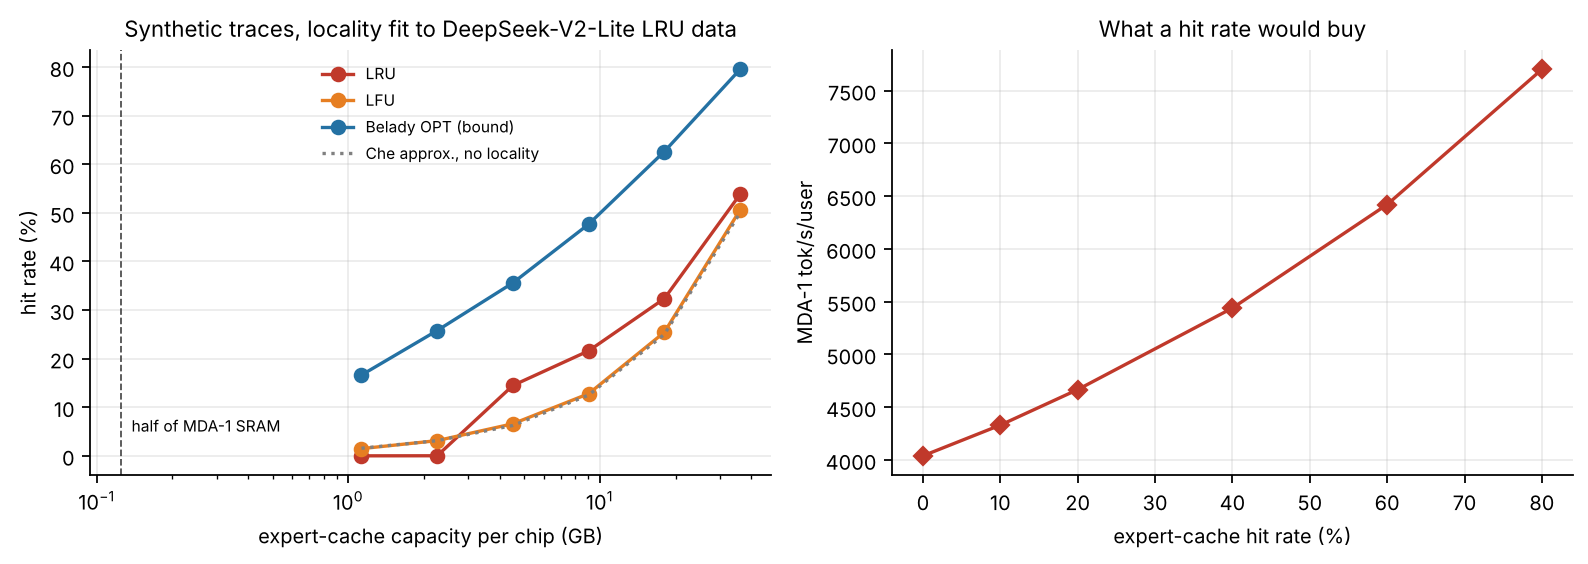 Synthetic traces, locality fit to DeepSeek-V2-Lite LRU data
hit rate (%)
80
70
60
50
40
30
20
10
0
LRU
LFU
Belady OPT (bound)
Che approx., no locality
half of MDA-1 SRAM
10⁻¹
10⁰
10¹
expert-cache capacity per chip (GB)
What a hit rate would buy
MDA-1 tok/s/user
7500
7000
6500
6000
5500
5000
4500
4000
0 10 20 30 40 50 60 70 80
expert-cache hit rate (%)